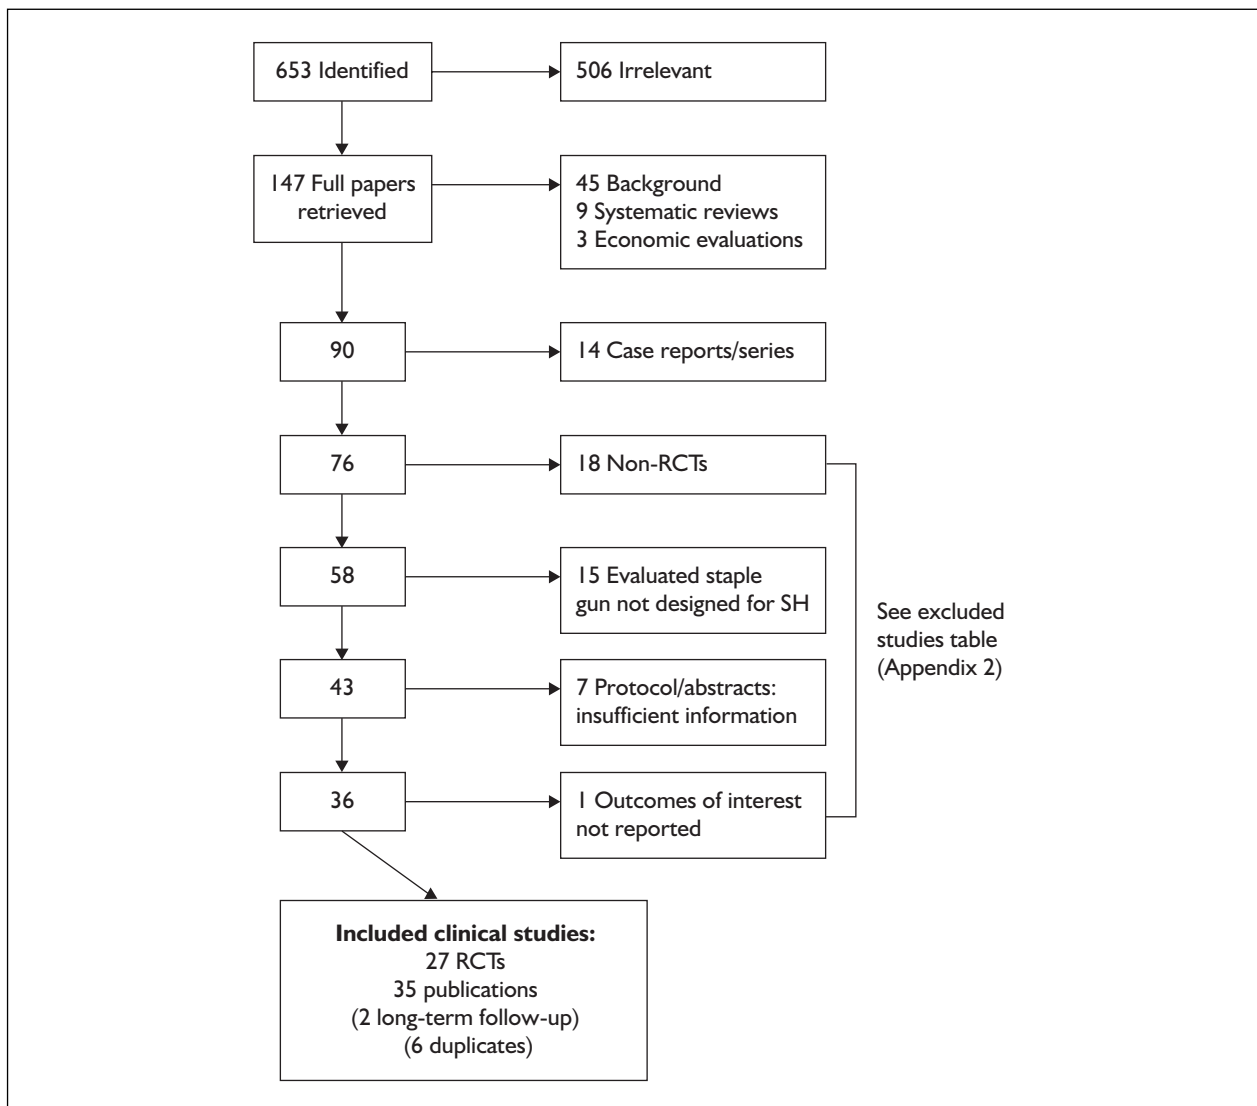 653 Identified
506 Irrelevant
147 Full papers
retrieved
45 Background
9 Systematic reviews
3 Economic evaluations
90
14 Case reports/series
76
18 Non-RCTs
58
15 Evaluated staple
gun not designed for SH
See excluded
studies table
(Appendix 2)
43
7 Protocol/abstracts:
insufficient information
36
1 Outcomes of interest
not reported
Included clinical studies:
27 RCTs
35 publications
(2 long-term follow-up)
(6 duplicates)